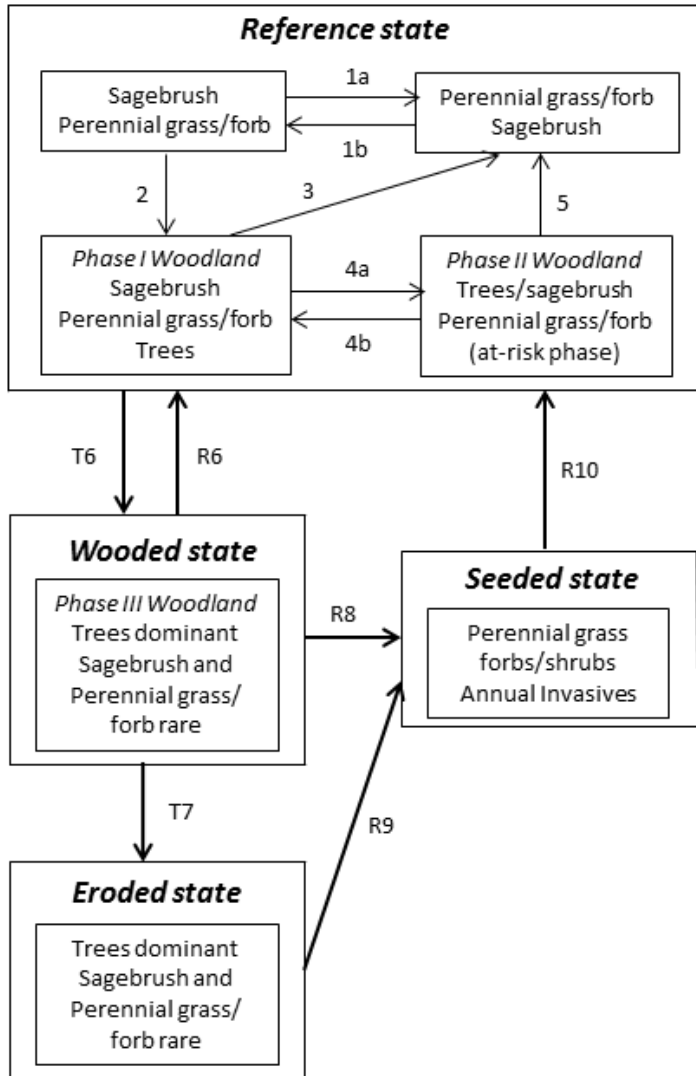 Reference state
Sagebrush
Perennial grass/forb
1a
1b
Perennial grass/forb
Sagebrush
2
3
5
Phase I Woodland
Sagebrush
Perennial grass/forb
Trees
4a
4b
Phase II Woodland
Trees/sagebrush
Perennial grass/forb
(at-risk phase)
T6
R6
R10
Wooded state
Phase III Woodland
Trees dominant
Sagebrush and
Perennial grass/
forb rare
R8
Seeded state
Perennial grass
forbs/shrubs
Annual Invasives
T7
R9
Eroded state
Trees dominant
Sagebrush and
Perennial grass/
forb rare